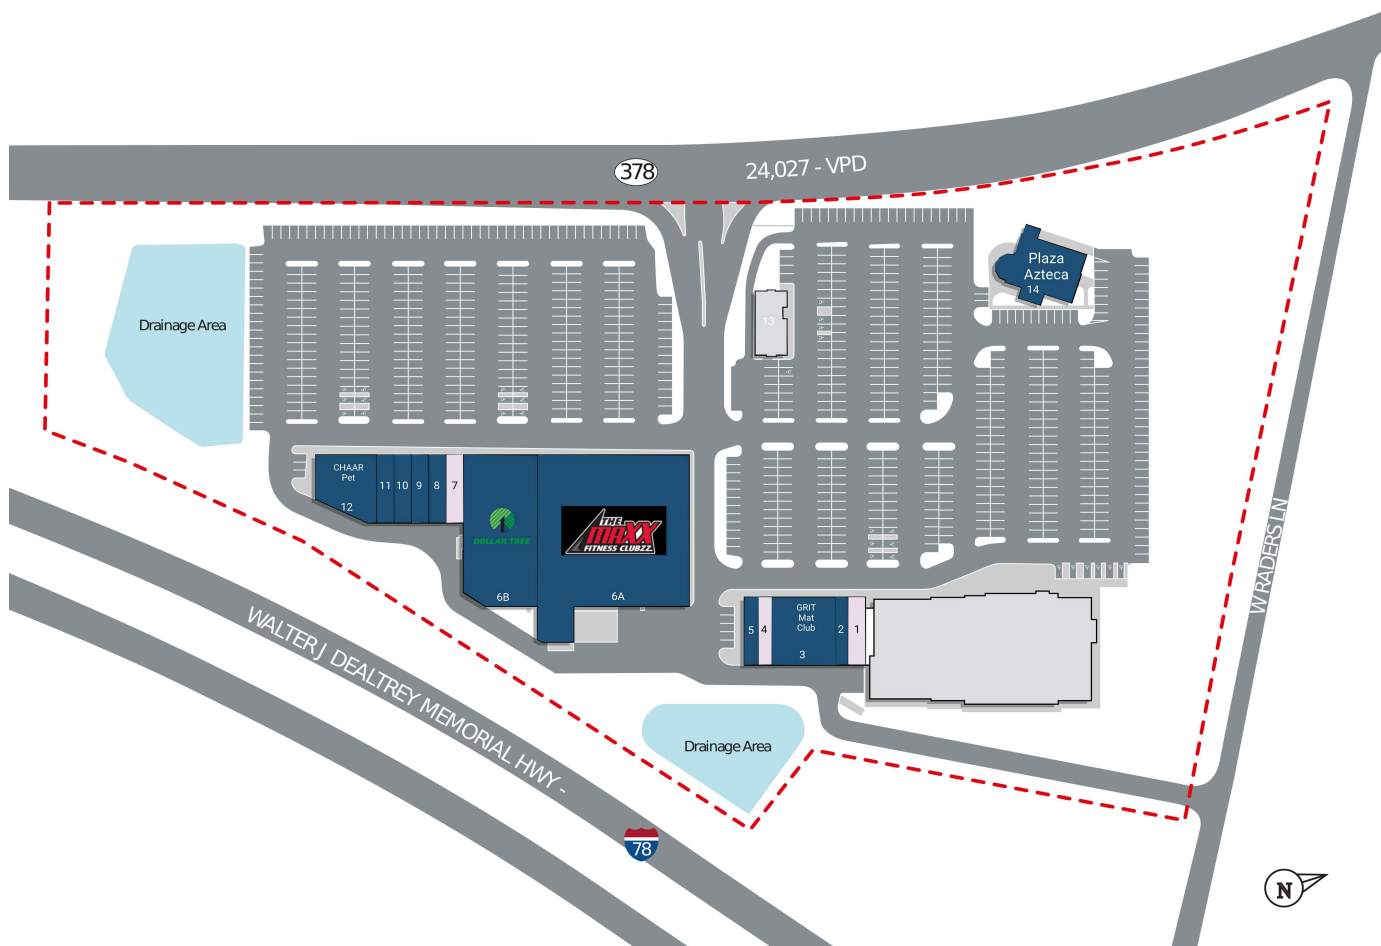 378
24,027 - VPD
Plaza
Azteca
14
Drainage Area
13
CHAAR
Pet
12
11
10
9
8
7
DOLLAR TREE
6B
THE
MAXX
FITNESS CLUBZZ
6A
5
4
GRIT
Mat
Club
3
2
1
W RADERS LN
WALTER J DEALTREY MEMORIAL HWY -
78
Drainage Area
N